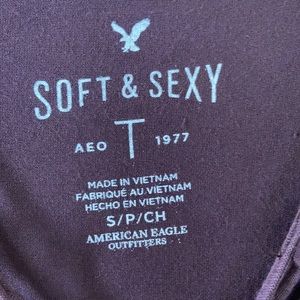 SOFT & SEXY
AEO T 1977
MADE IN VIETNAM
FABRIQUÉ AU VIETNAM
HECHO EN VIETNAM
S/P/CH
AMERICAN EAGLE
OUTFITTERS